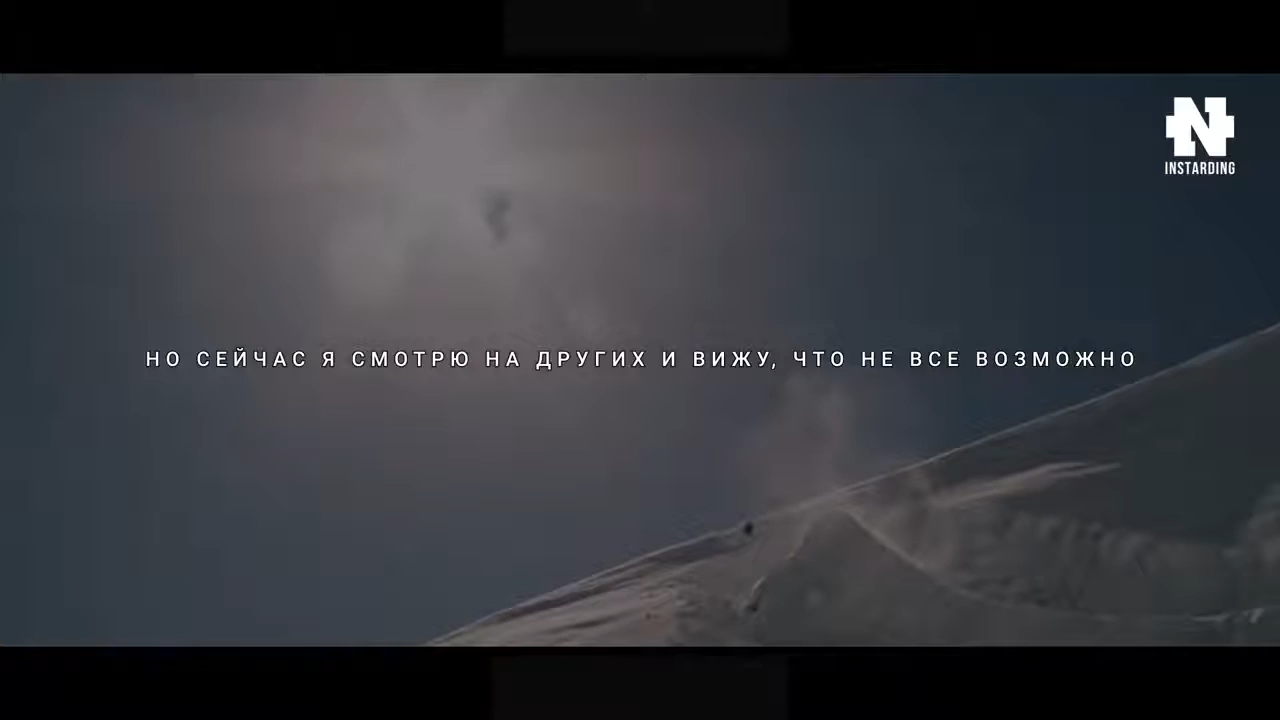 INSTARDING
НО СЕЙЧАС Я СМОТРЮ НА ДРУГИХ И ВИЖУ, ЧТО НЕ ВСЕ ВОЗМОЖНО